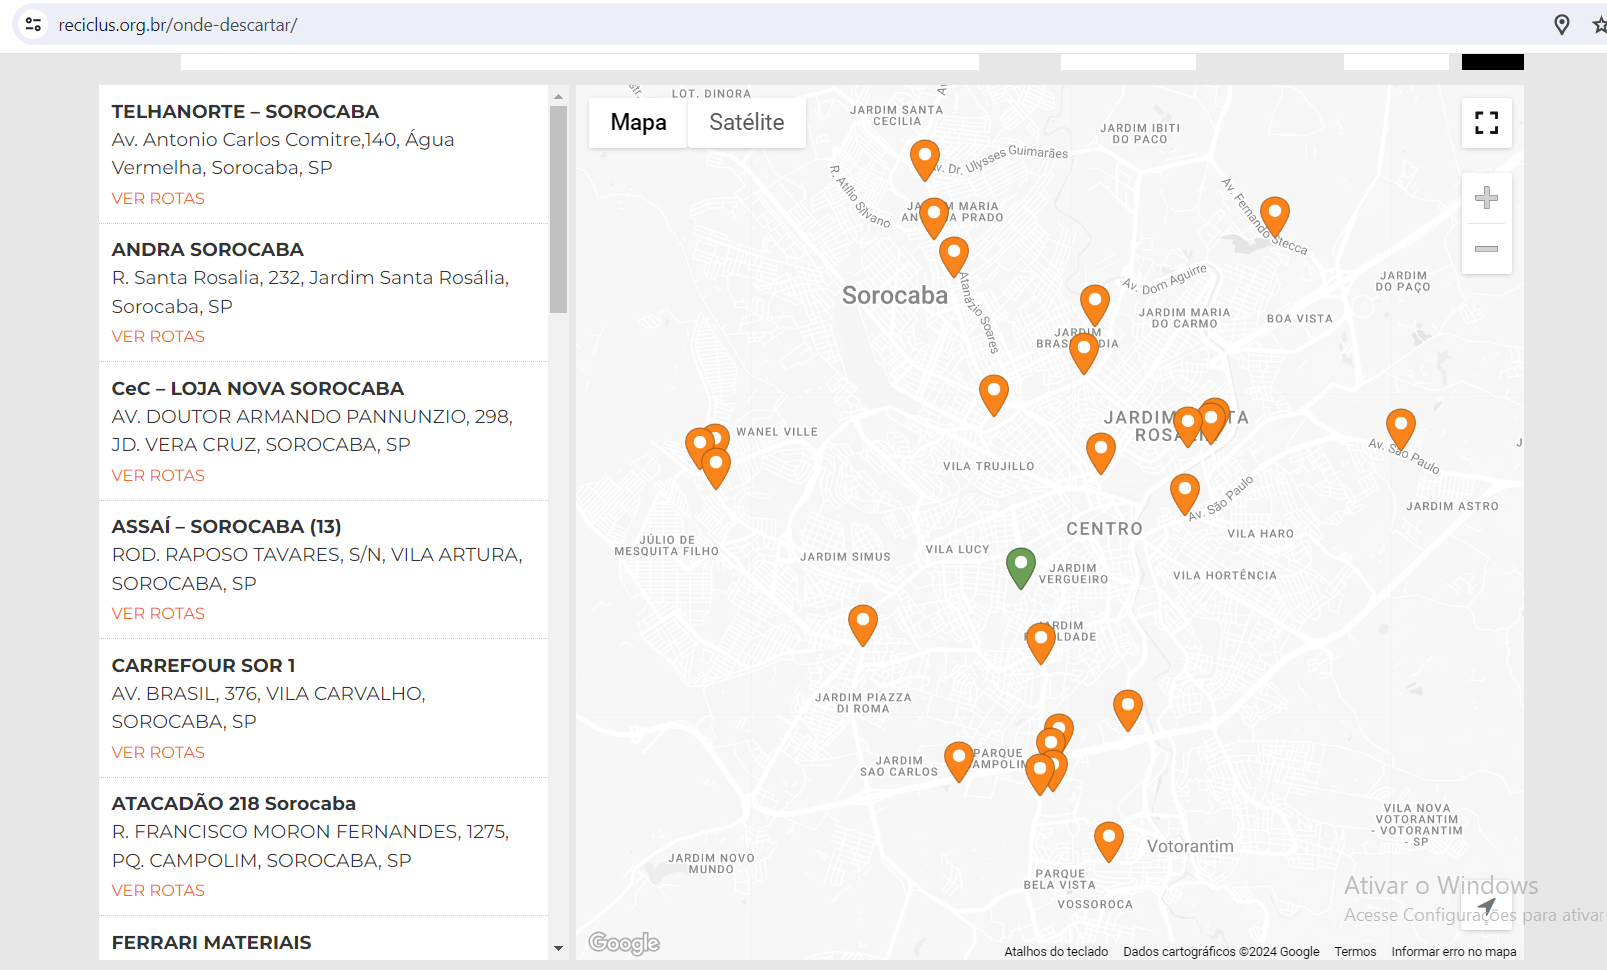 reciclus.org.br/onde-descartar/
TELHANORTE – SOROCABA
Av. Antonio Carlos Comitre,140, Água
Vermelha, Sorocaba, SP
VER ROTAS
ANDRA SOROCABA
R. Santa Rosalia, 232, Jardim Santa Rosália,
Sorocaba, SP
VER ROTAS
CeC – LOJA NOVA SOROCABA
AV. DOUTOR ARMANDO PANNUNZIO, 298,
JD. VERA CRUZ, SOROCABA, SP
VER ROTAS
ASSAÍ – SOROCABA (13)
ROD. RAPOSO TAVARES, S/N, VILA ARTURA,
SOROCABA, SP
VER ROTAS
CARREFOUR SOR 1
AV. BRASIL, 376, VILA CARVALHO,
SOROCABA, SP
VER ROTAS
ATACADÃO 218 Sorocaba
R. FRANCISCO MORON FERNANDES, 1275,
PQ. CAMPOLIM, SOROCABA, SP
VER ROTAS
FERRARI MATERIAIS
Mapa
Satélite
LOT. DINORA
JARDIM SANTA
CECILIA
JARDIM IBITI
DO PACO
Av. Dr. Ulysses Guimarães
R. Atílio Silvano
MARIA
PRADO
Av. Fernando Stecca
Sorocaba
Atanázio Soares
Av. Dom Aguirre
JARDIM
DO PAÇO
JARDIM MARIA
DO CARMO
BOA VISTA
JARDIM
WANEL VILLE
JARDIM
VILA TRUJILLO
Av. São Paulo
Av. São Paulo
JARDIM ASTRO
CENTRO
VILA HARO
JÚLIO DE
MESQUITA FILHO
JARDIM SIMUS
VILA LUCY
JARDIM
VERGUEIRO
VILA HORTÊNCIA
JARDIM PIAZZA
DI ROMA
JARDIM
SAO CARLOS
PARQUE
VILA NOVA
VOTORANTIM
- VOTORANTIM
- SP
Votorantim
JARDIM NOVO
MUNDO
PARQUE
BELA VISTA
VOSSOROCA
Ativar o Windows
Acesse Configurações para ativar
Google
Atalhos do teclado
Dados cartográficos ©2024 Google
Termos
Informar erro no mapa